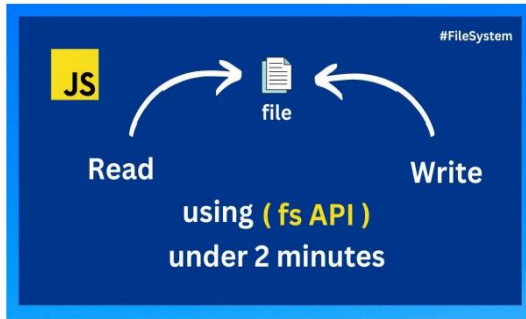 #FileSystem
JS
file
Read
Write
using ( fs API )
under 2 minutes